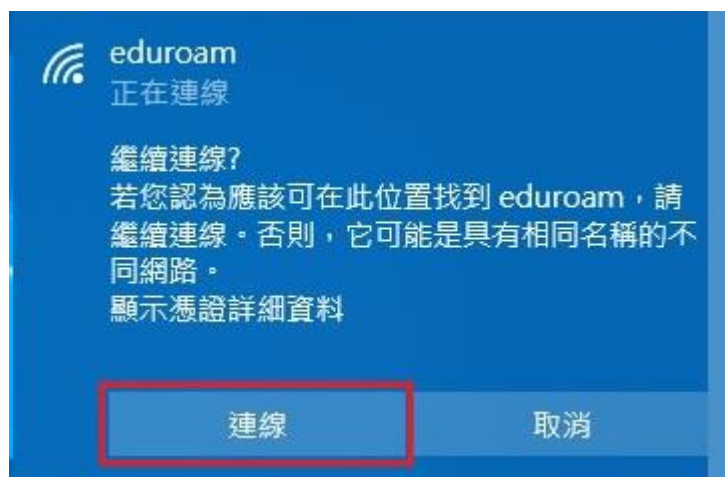 eduroam
正在連線
繼續連線?
若您認為應該可在此位置找到 eduroam，請
繼續連線。否則，它可能是具有相同名稱的不
同網路。
顯示憑證詳細資料
連線 取消